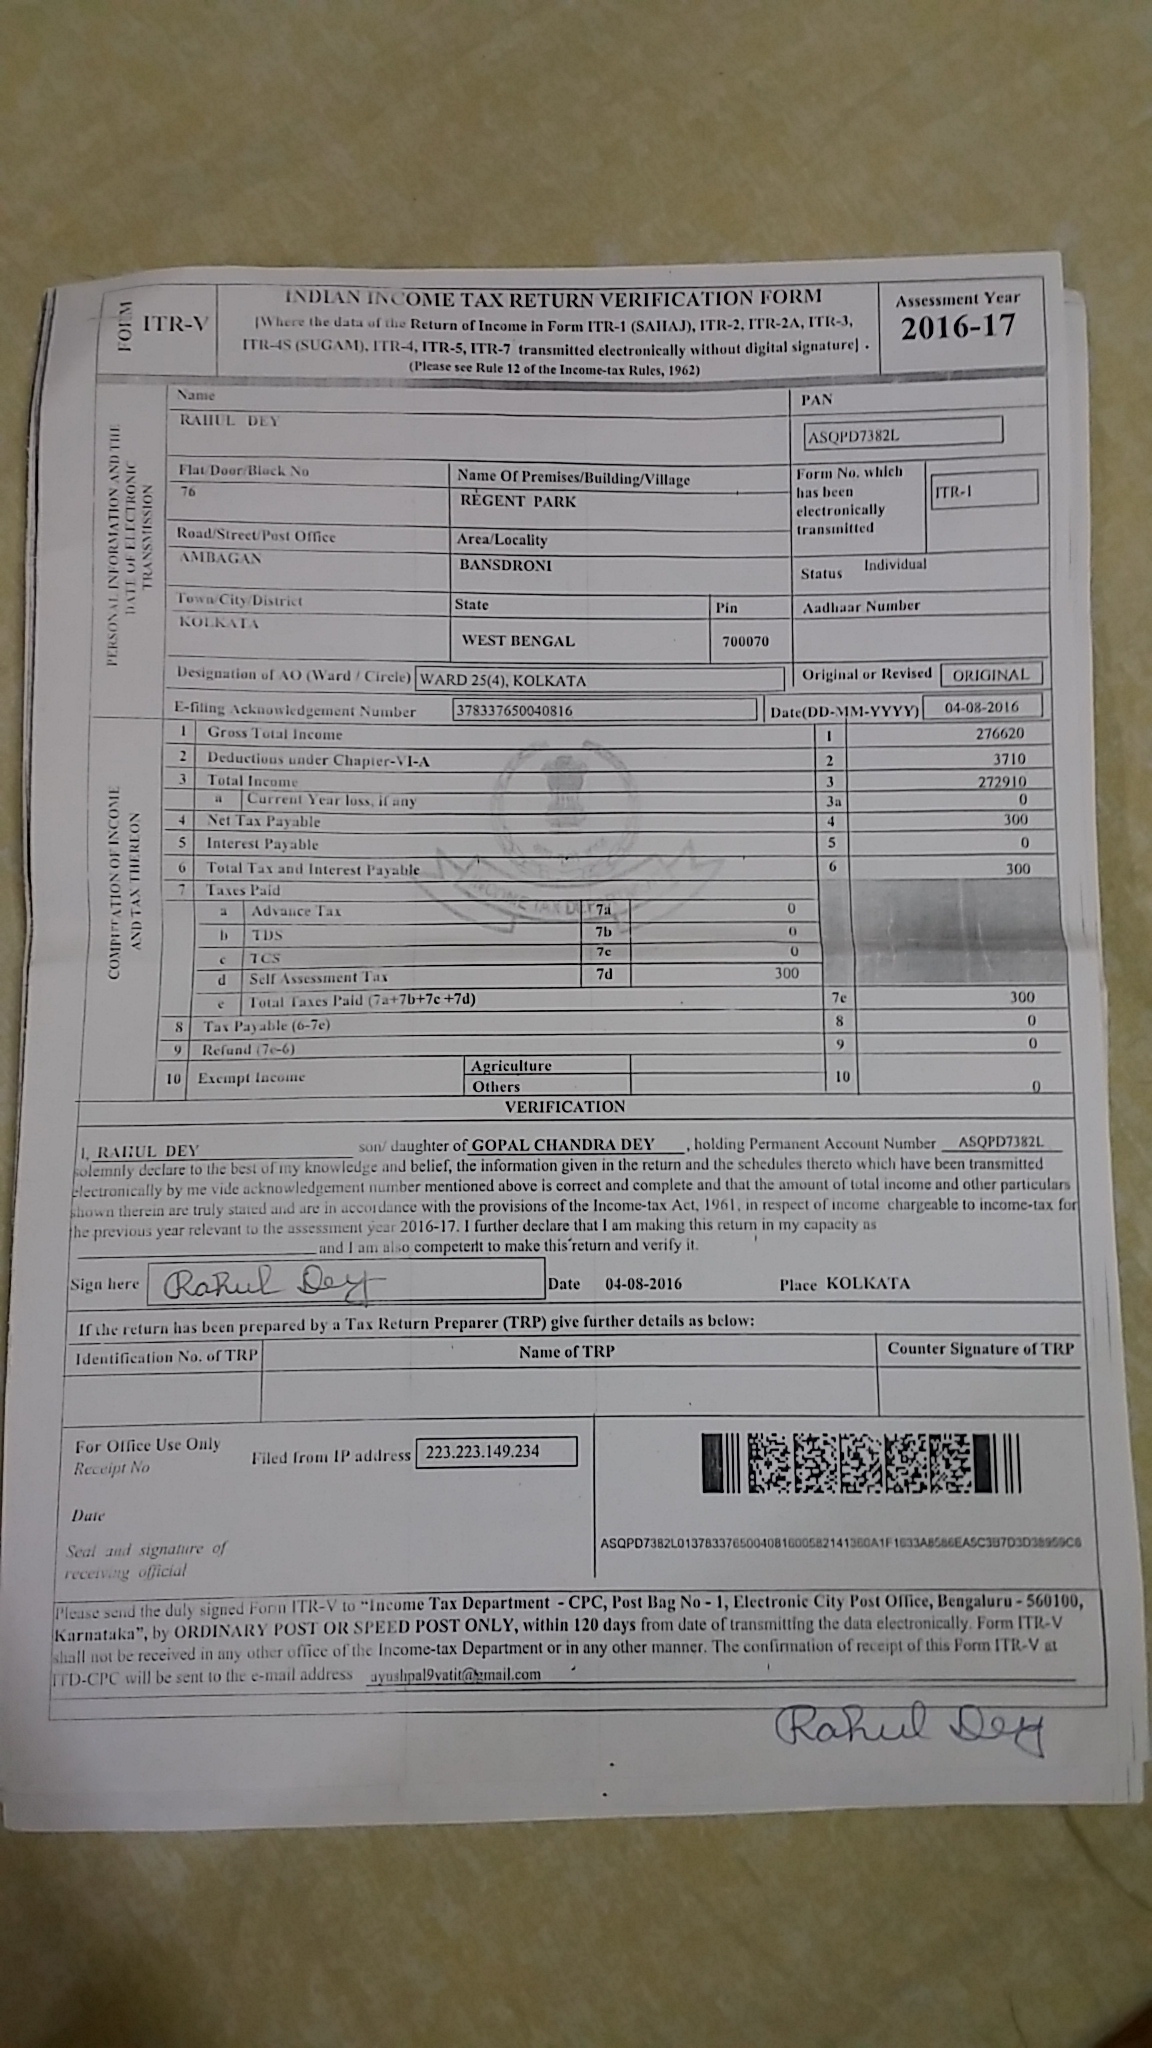 FORM ITR-V
INDIAN INCOME TAX RETURN VERIFICATION FORM
[Where the data of the Return of Income in Form ITR-1 (SAHAJ), ITR-2, ITR-2A, ITR-3,
ITR-4S (SUGAM), ITR-4, ITR-5, ITR-7 transmitted electronically without digital signature] .
(Please see Rule 12 of the Income-tax Rules, 1962)
Assessment Year
2016-17
PERSONAL INFORMATION AND THE
DATE OF ELECTRONIC
TRANSMISSION
Name
RAHUL DEY
PAN
ASQPD7382L
Flat/Door/Block No
76
Name Of Premises/Building/Village
REGENT PARK
Form No. which
has been
electronically
transmitted
ITR-1
Road/Street/Post Office
AMBAGAN
Area/Locality
BANSDRONI
Status Individual
Town/City/District
KOLKATA
State
WEST BENGAL
Pin
700070
Aadhaar Number
Designation of AO (Ward / Circle) WARD 25(4), KOLKATA
Original or Revised ORIGINAL
E-filing Acknowledgement Number 378337650040816
Date(DD-MM-YYYY) 04-08-2016
COMPUTATION OF INCOME
AND TAX THEREON
1 Gross Total Income 1 276620
2 Deductions under Chapter-VI-A 2 3710
3 Total Income 3 272910
a Current Year loss, if any 3a 0
4 Net Tax Payable 4 300
5 Interest Payable 5 0
6 Total Tax and Interest Payable 6 300
7 Taxes Paid
a Advance Tax 7a 0
b TDS 7b 0
c TCS 7c 0
d Self Assessment Tax 7d 300
e Total Taxes Paid (7a+7b+7c +7d) 7e 300
8 Tax Payable (6-7e) 8 0
9 Refund (7e-6) 9 0
10 Exempt Income Agriculture 10
Others 0
INCOME TAX
VERIFICATION
I, RAHUL DEY son/ daughter of GOPAL CHANDRA DEY , holding Permanent Account Number ASQPD7382L
solemnly declare to the best of my knowledge and belief, the information given in the return and the schedules thereto which have been transmitted
electronically by me vide acknowledgement number mentioned above is correct and complete and that the amount of total income and other particulars
shown therein are truly stated and are in accordance with the provisions of the Income-tax Act, 1961, in respect of income chargeable to income-tax for
the previous year relevant to the assessment year 2016-17. I further declare that I am making this return in my capacity as
and I am also competent to make this return and verify it.
Sign here Rahul Dey Date 04-08-2016 Place KOLKATA
If the return has been prepared by a Tax Return Preparer (TRP) give further details as below:
Identification No. of TRP Name of TRP Counter Signature of TRP
For Office Use Only
Receipt No
Filed from IP address 223.223.149.234
Date
Seal and signature of
receiving official
Please send the duly signed Form ITR-V to “Income Tax Department - CPC, Post Bag No - 1, Electronic City Post Office, Bengaluru - 560100,
Karnataka”, by ORDINARY POST OR SPEED POST ONLY, within 120 days from date of transmitting the data electronically. Form ITR-V
shall not be received in any other office of the Income-tax Department or in any other manner. The confirmation of receipt of this Form ITR-V at
ITD-CPC will be sent to the e-mail address ayushpal9vatit@gmail.com
Rahul Dey